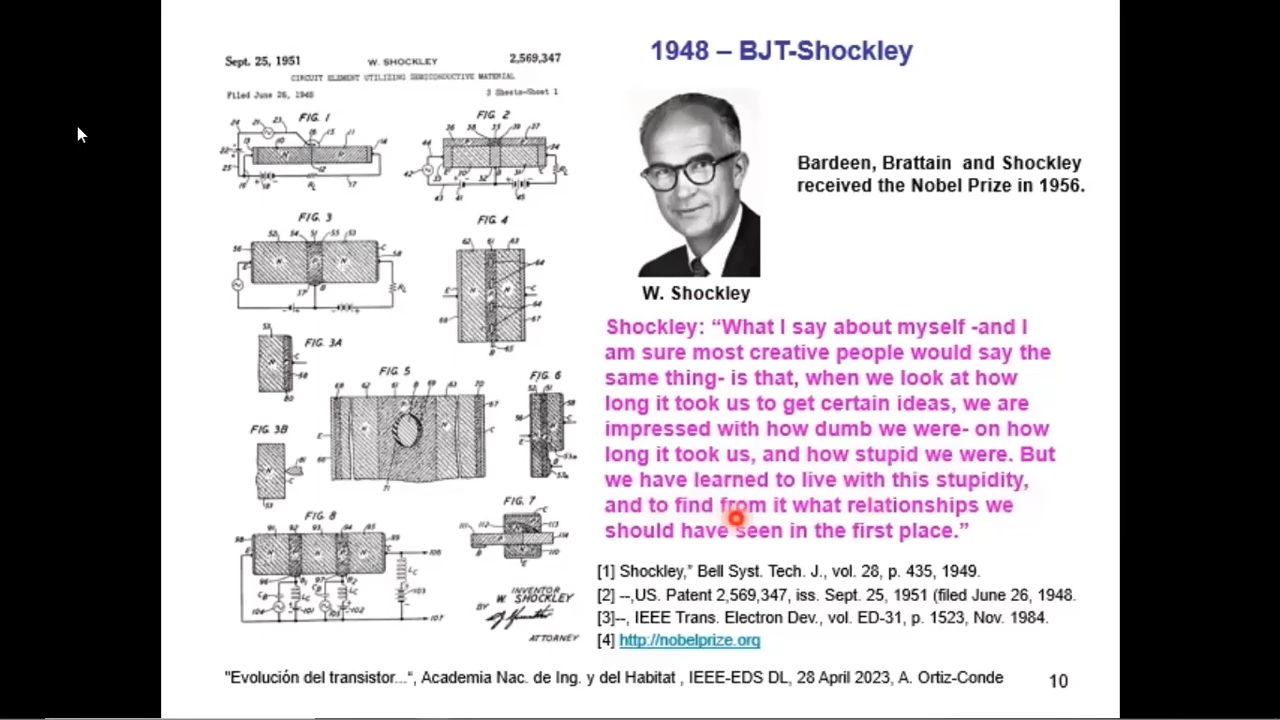 1948 – BJT-Shockley
Sept. 25, 1951
W. SHOCKLEY
2,569,347
CIRCUIT ELEMENT UTILIZING SEMICONDUCTIVE MATERIAL
Filed June 26, 1948
3 Sheets-Sheet 1
FIG. 1
FIG. 2
FIG. 3
FIG. 4
FIG. 3A
FIG. 5
FIG. 6
FIG. 3B
FIG. 7
FIG. 8
INVENTOR
BY W. SHOCKLEY
ATTORNEY
Bardeen, Brattain and Shockley
received the Nobel Prize in 1956.
W. Shockley
Shockley: “What I say about myself -and I
am sure most creative people would say the
same thing- is that, when we look at how
long it took us to get certain ideas, we are
impressed with how dumb we were- on how
long it took us, and how stupid we were. But
we have learned to live with this stupidity,
and to find from it what relationships we
should have seen in the first place.”
[1] Shockley,” Bell Syst. Tech. J., vol. 28, p. 435, 1949.
[2] --,US. Patent 2,569,347, iss. Sept. 25, 1951 (filed June 26, 1948.
[3]--, IEEE Trans. Electron Dev., vol. ED-31, p. 1523, Nov. 1984.
[4] http://nobelprize.org
"Evolución del transistor...“, Academia Nac. de Ing. y del Habitat , IEEE-EDS DL, 28 April 2023, A. Ortiz-Conde
10